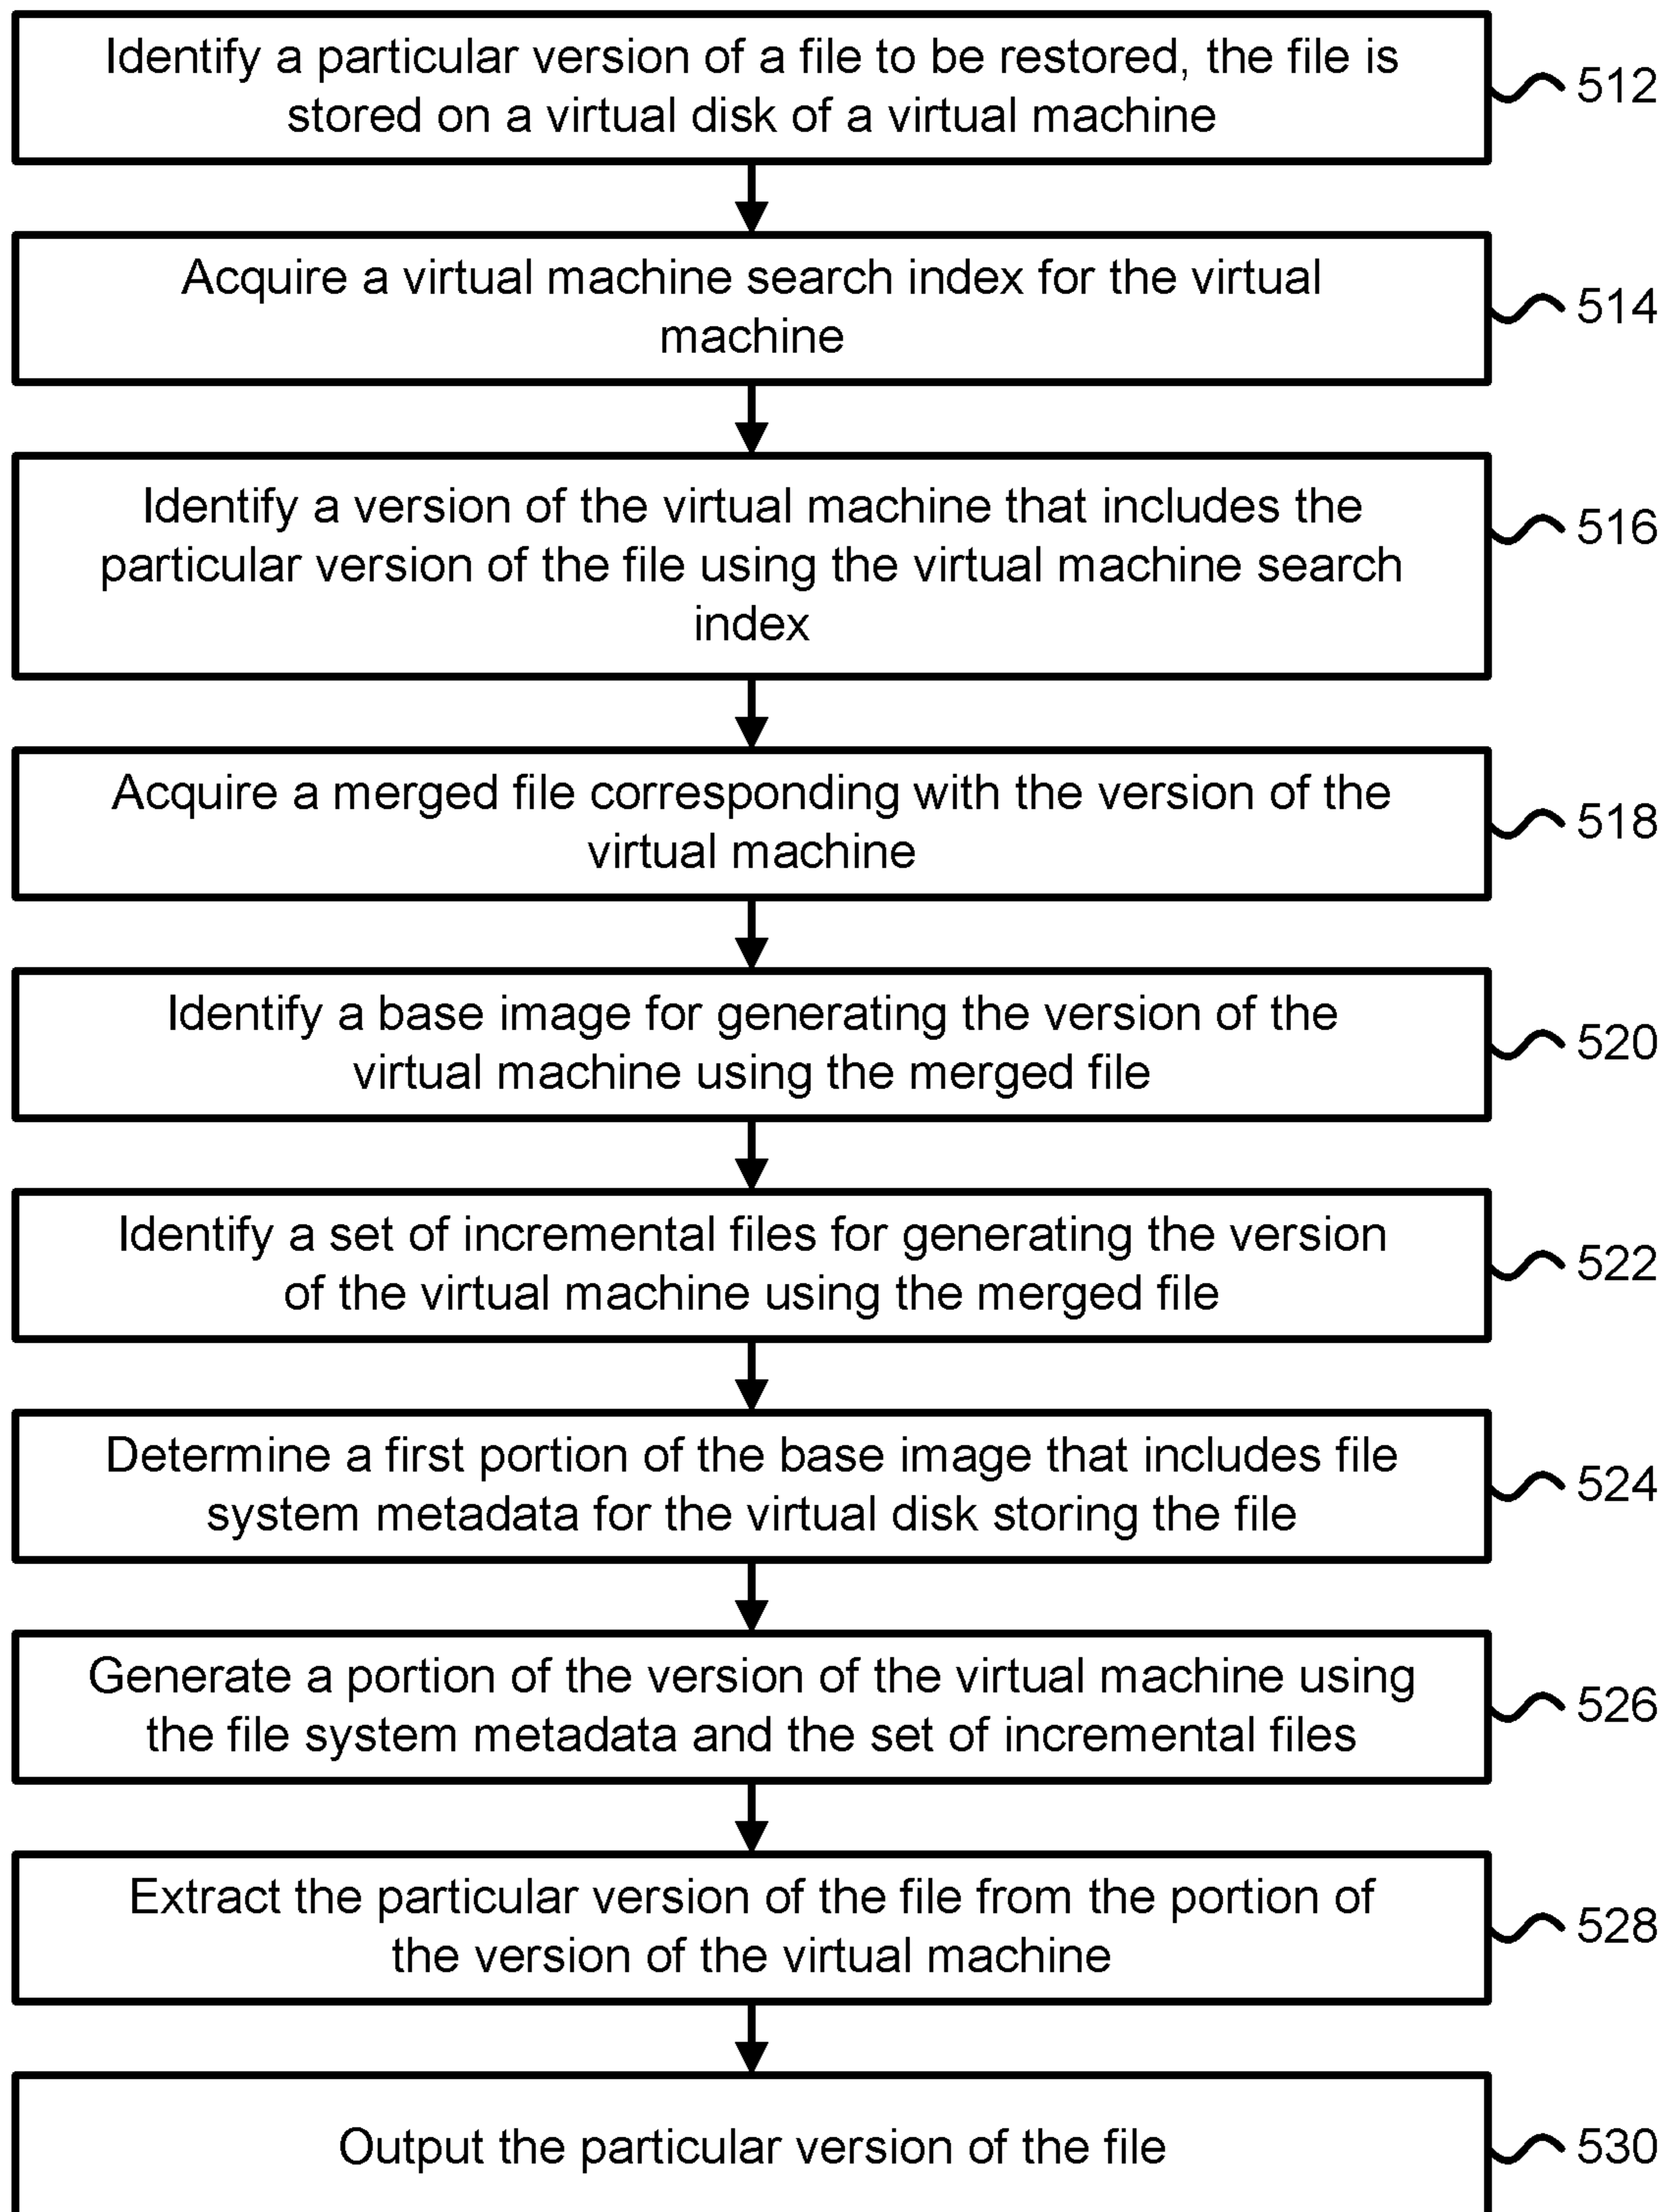 Identify a particular version of a file to be restored, the file is
stored on a virtual disk of a virtual machine
512
Acquire a virtual machine search index for the virtual
machine
514
Identify a version of the virtual machine that includes the
particular version of the file using the virtual machine search
index
516
Acquire a merged file corresponding with the version of the
virtual machine
518
Identify a base image for generating the version of the
virtual machine using the merged file
520
Identify a set of incremental files for generating the version
of the virtual machine using the merged file
522
Determine a first portion of the base image that includes file
system metadata for the virtual disk storing the file
524
Generate a portion of the version of the virtual machine using
the file system metadata and the set of incremental files
526
Extract the particular version of the file from the portion of
the version of the virtual machine
528
Output the particular version of the file
530